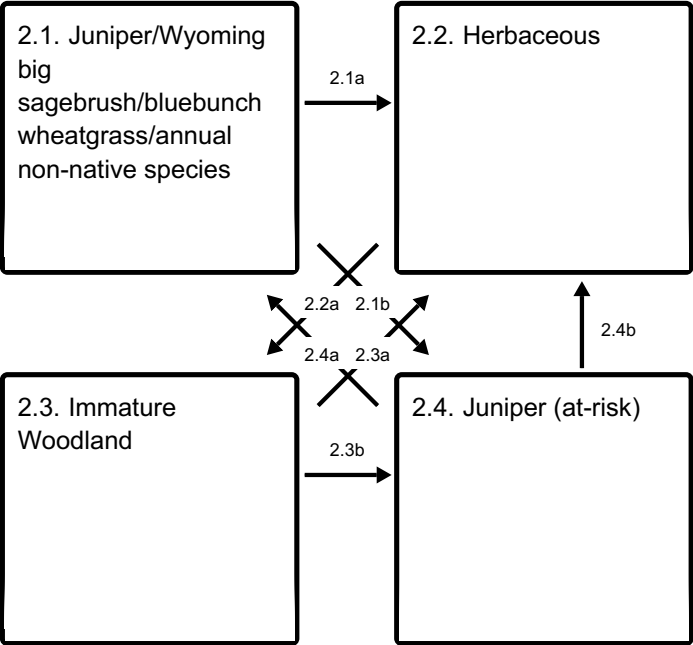 2.1. Juniper/Wyoming
big
sagebrush/bluebunch
wheatgrass/annual
non-native species
2.1a
2.2. Herbaceous
2.2a
2.1b
2.4a
2.3a
2.4b
2.3. Immature
Woodland
2.3b
2.4. Juniper (at-risk)